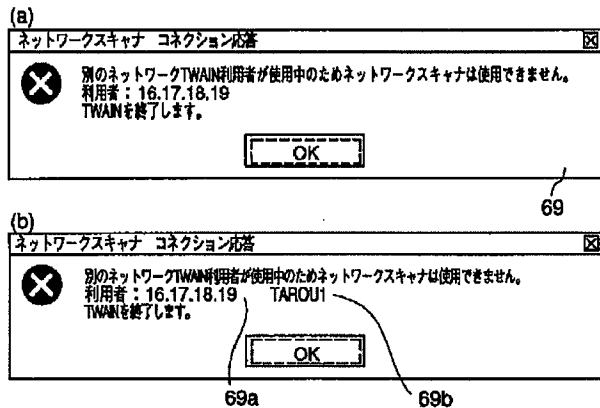 (a)
ネットワークスキャナ コネクション応答
別のネットワークTWAIN利用者が使用中のためネットワークスキャナは使用できません。
利用者：16.17.18.19
TWAINを終了します。
OK
69
(b)
ネットワークスキャナ コネクション応答
別のネットワークTWAIN利用者が使用中のためネットワークスキャナは使用できません。
利用者：16.17.18.19 TAROU1
TWAINを終了します。
OK
69a 69b